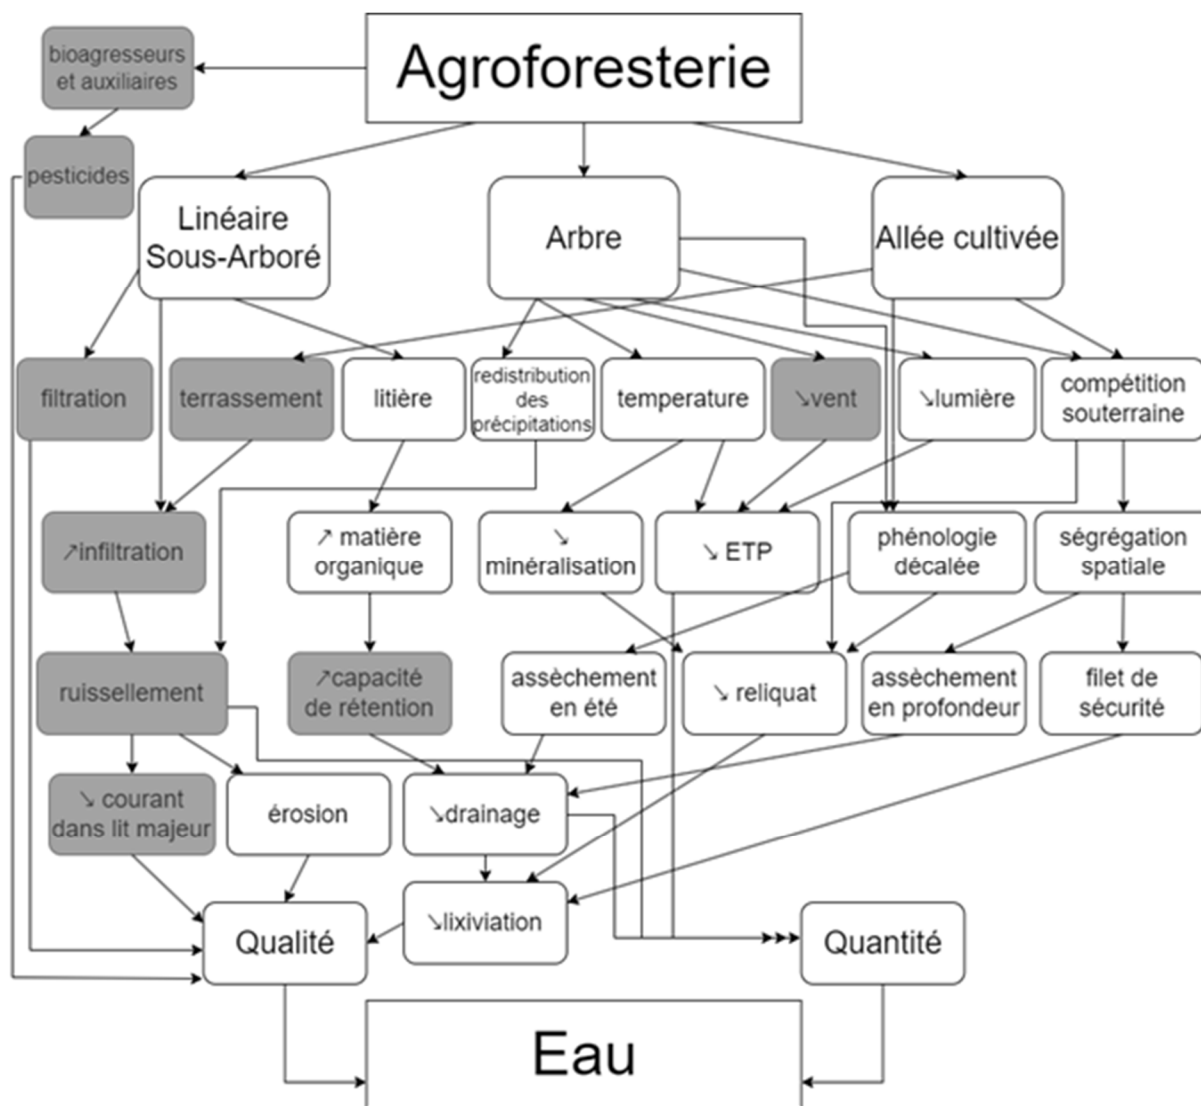 bioagresseurs
et auxiliaires
Agroforesterie
pesticides
Linéaire
Sous-Arboré
Arbre
Allée cultivée
filtration
terrassement
litière
redistribution
des
précipitations
temperature
↘vent
↘lumière
compétition
souterraine
↗infiltration
↗ matière
organique
↘
minéralisation
↘ ETP
phénologie
décalée
ségrégation
spatiale
ruissellement
↗capacité
de rétention
assèchement
en été
↘ reliquat
assèchement
en profondeur
filet de
sécurité
↘ courant
dans lit majeur
érosion
↘drainage
↘lixiviation
Qualité
Quantité
Eau